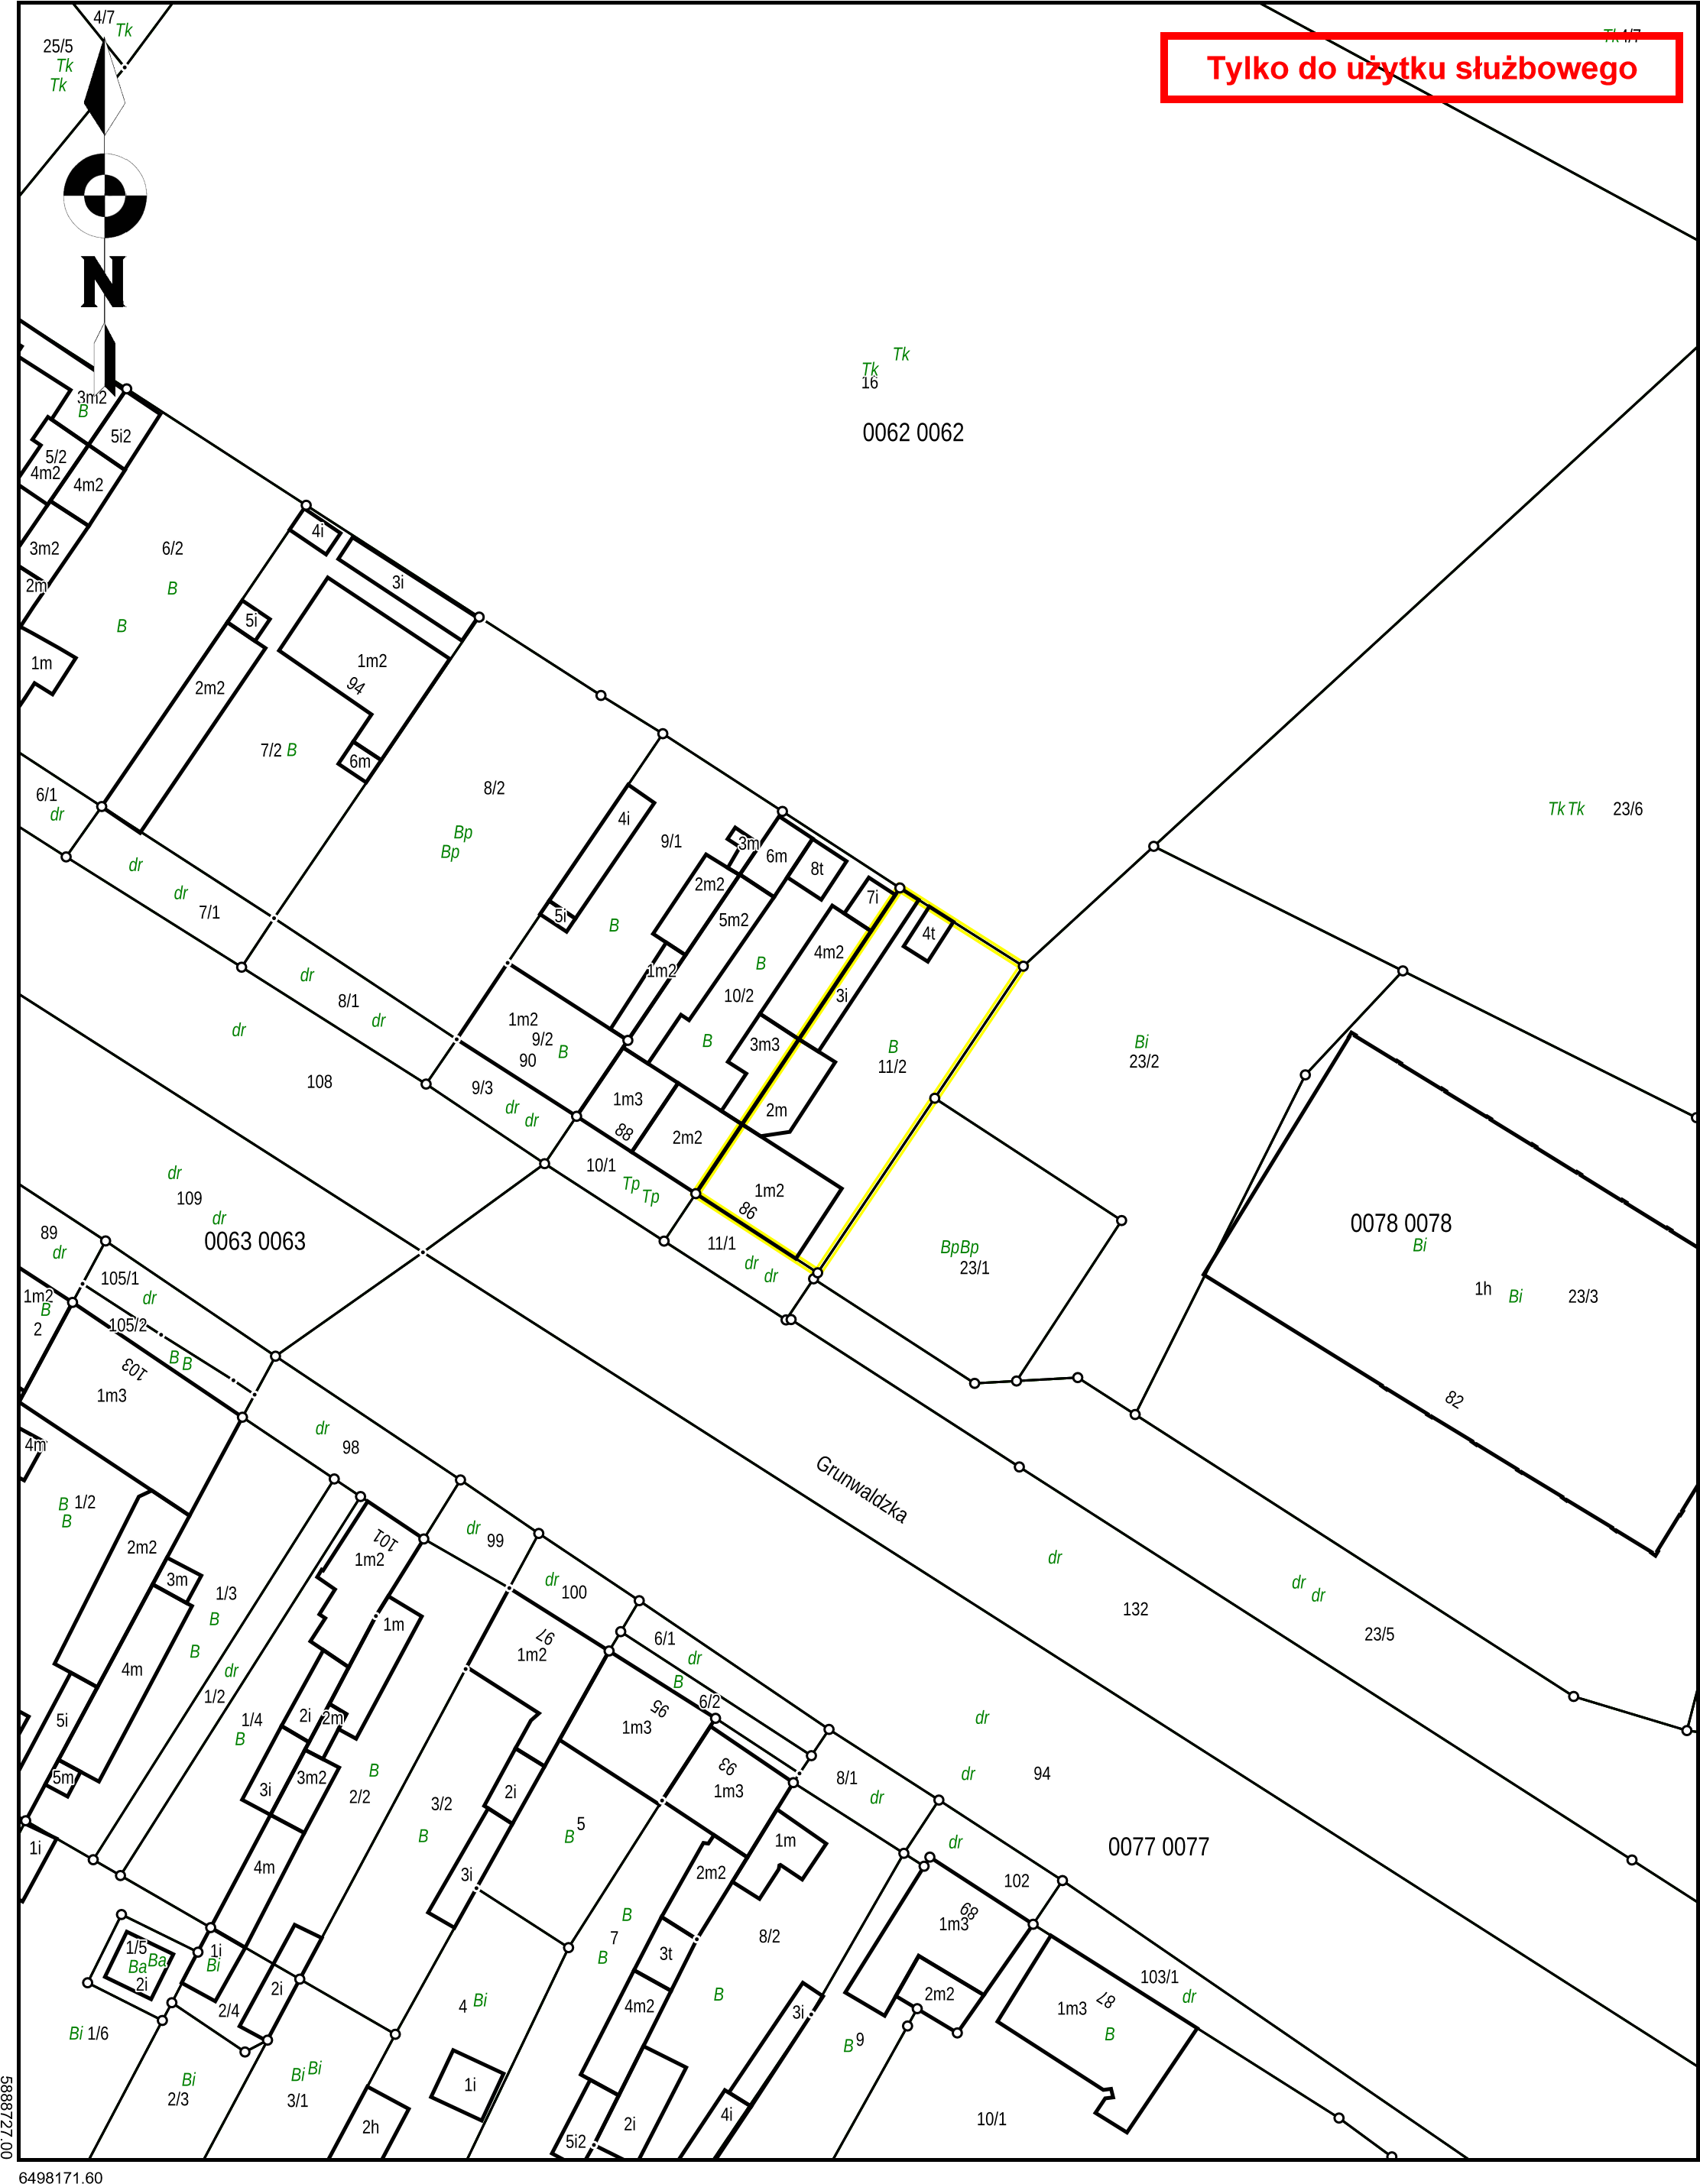 4/7
Tk
25/5
Tk
Tk
Tk 4/7
Tylko do użytku służbowego
N
Tk
Tk
16
0062 0062
3m2
B
5i2
5/2
4m2
4m2
3m2
2m
6/2
B
B
1m
4i
3i
5i
1m2
94
2m2
7/2 B
6m
8/2
Bp
Bp
6/1
dr
dr
dr
7/1
4i
9/1
3m
6m
8t
2m2
7i
5i
5m2
B
4t
4m2
B
1m2
10/2
3i
Tk Tk 23/6
dr
8/1
dr
dr
1m2
9/2
90
B
B
3m3
B
11/2
Bi
23/2
108
9/3
dr
dr
1m3
88
2m
2m2
10/1
Tp
Tp
1m2
86
dr
109
dr
0063 0063
89
dr
11/1
dr
dr
BpBp
23/1
0078 0078
Bi
1h
Bi
23/3
82
105/1
dr
1m2
B
2
105/2
B B
103
1m3
4m
dr
98
Grunwaldzka
B 1/2
B
2m2
3m
1/3
B
B
dr
1/2
101
1m2
dr
99
dr
100
dr
132
dr
dr
23/5
1m
97
1m2
6/1
dr
B
6/2
4m
5i
5m
1/4
B
2i
2m
3i
3m2
B
2/2
95
1m3
93
1m3
dr
dr
94
0077 0077
8/1
dr
dr
3/2
B
2i
B 5
3i
1i
4m
1m
2m2
102
89
1m3
B
7
B
3t
8/2
B
1/5
Ba
Ba
2i
1i
Bi
2i
2/4
4 Bi
4m2
3i
2m2
103/1
dr
1m3
87
B
Bi 1/6
B 9
Bi
2/3
Bi
Bi
3/1
1i
2h
2i
5i2
4i
10/1
5888727.00
6498171.60